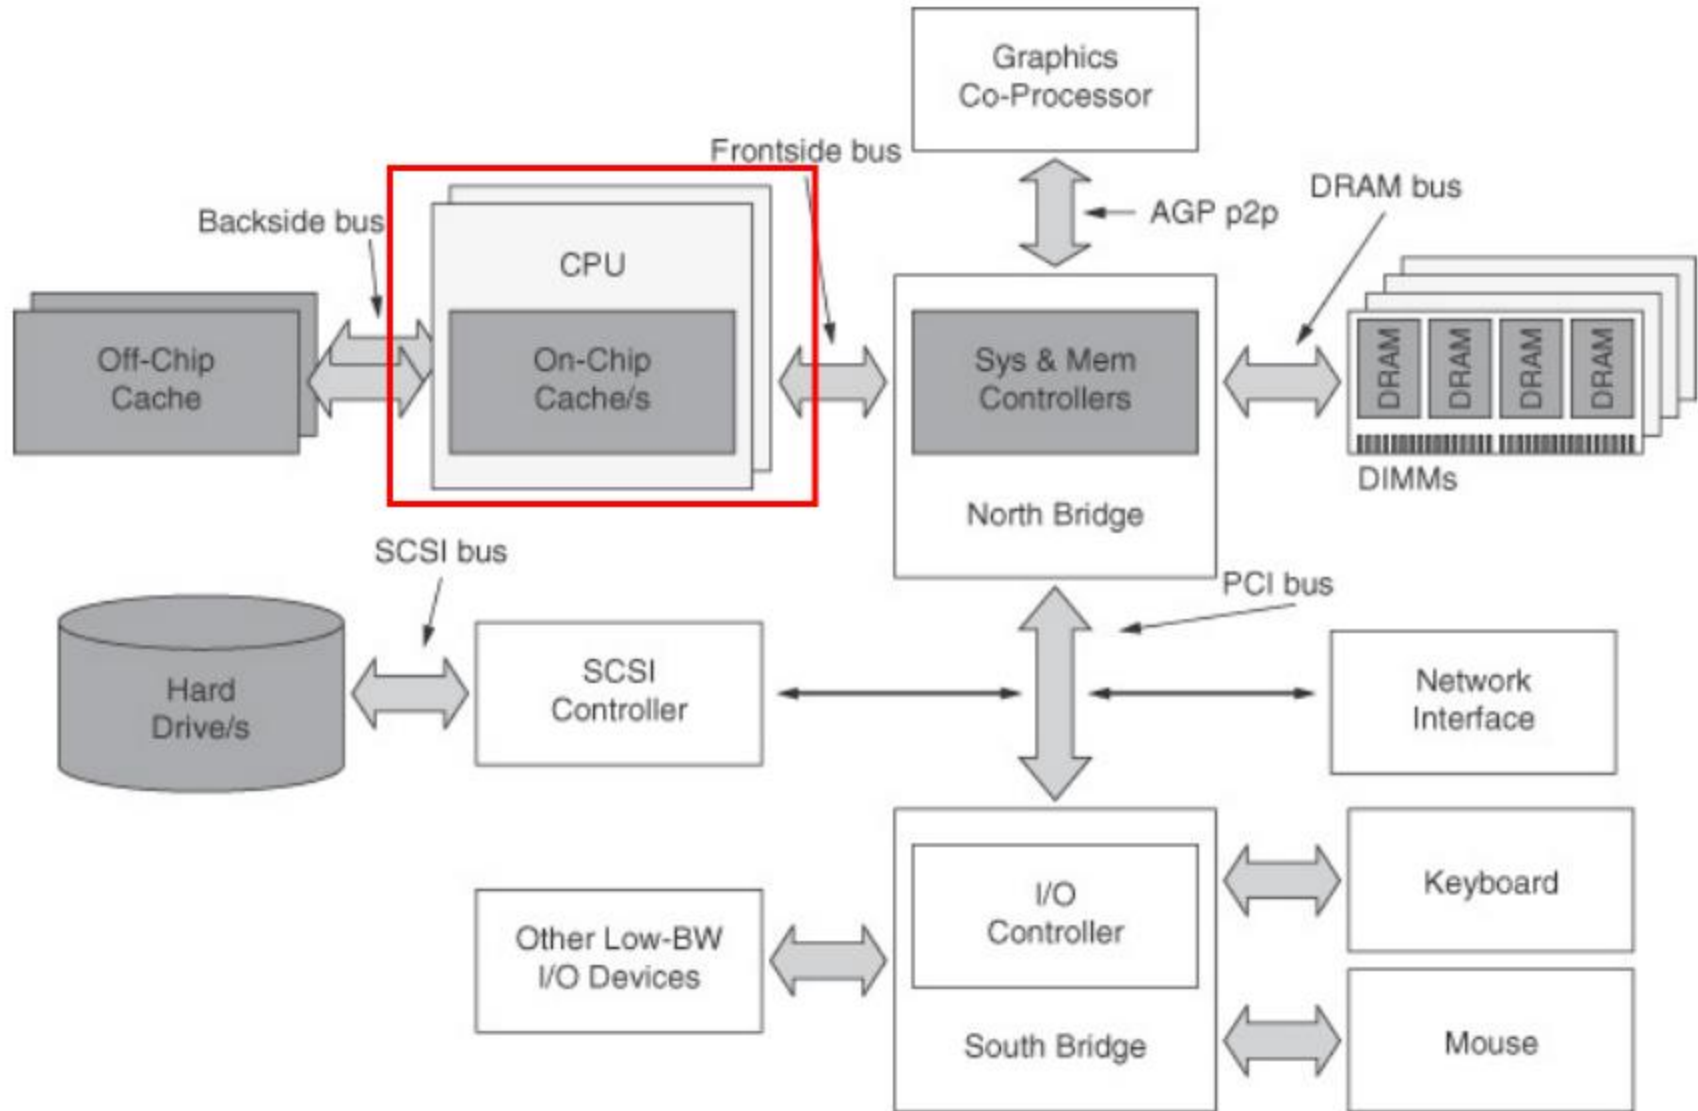 Graphics
Co-Processor
Frontside bus
DRAM bus
AGP p2p
Backside bus
CPU
Off-Chip
Cache
On-Chip
Cache/s
Sys & Mem
Controllers
DRAM
DRAM
DRAM
DRAM
DIMMs
North Bridge
SCSI bus
PCI bus
Hard
Drive/s
SCSI
Controller
Network
Interface
I/O
Controller
Keyboard
Other Low-BW
I/O Devices
South Bridge
Mouse